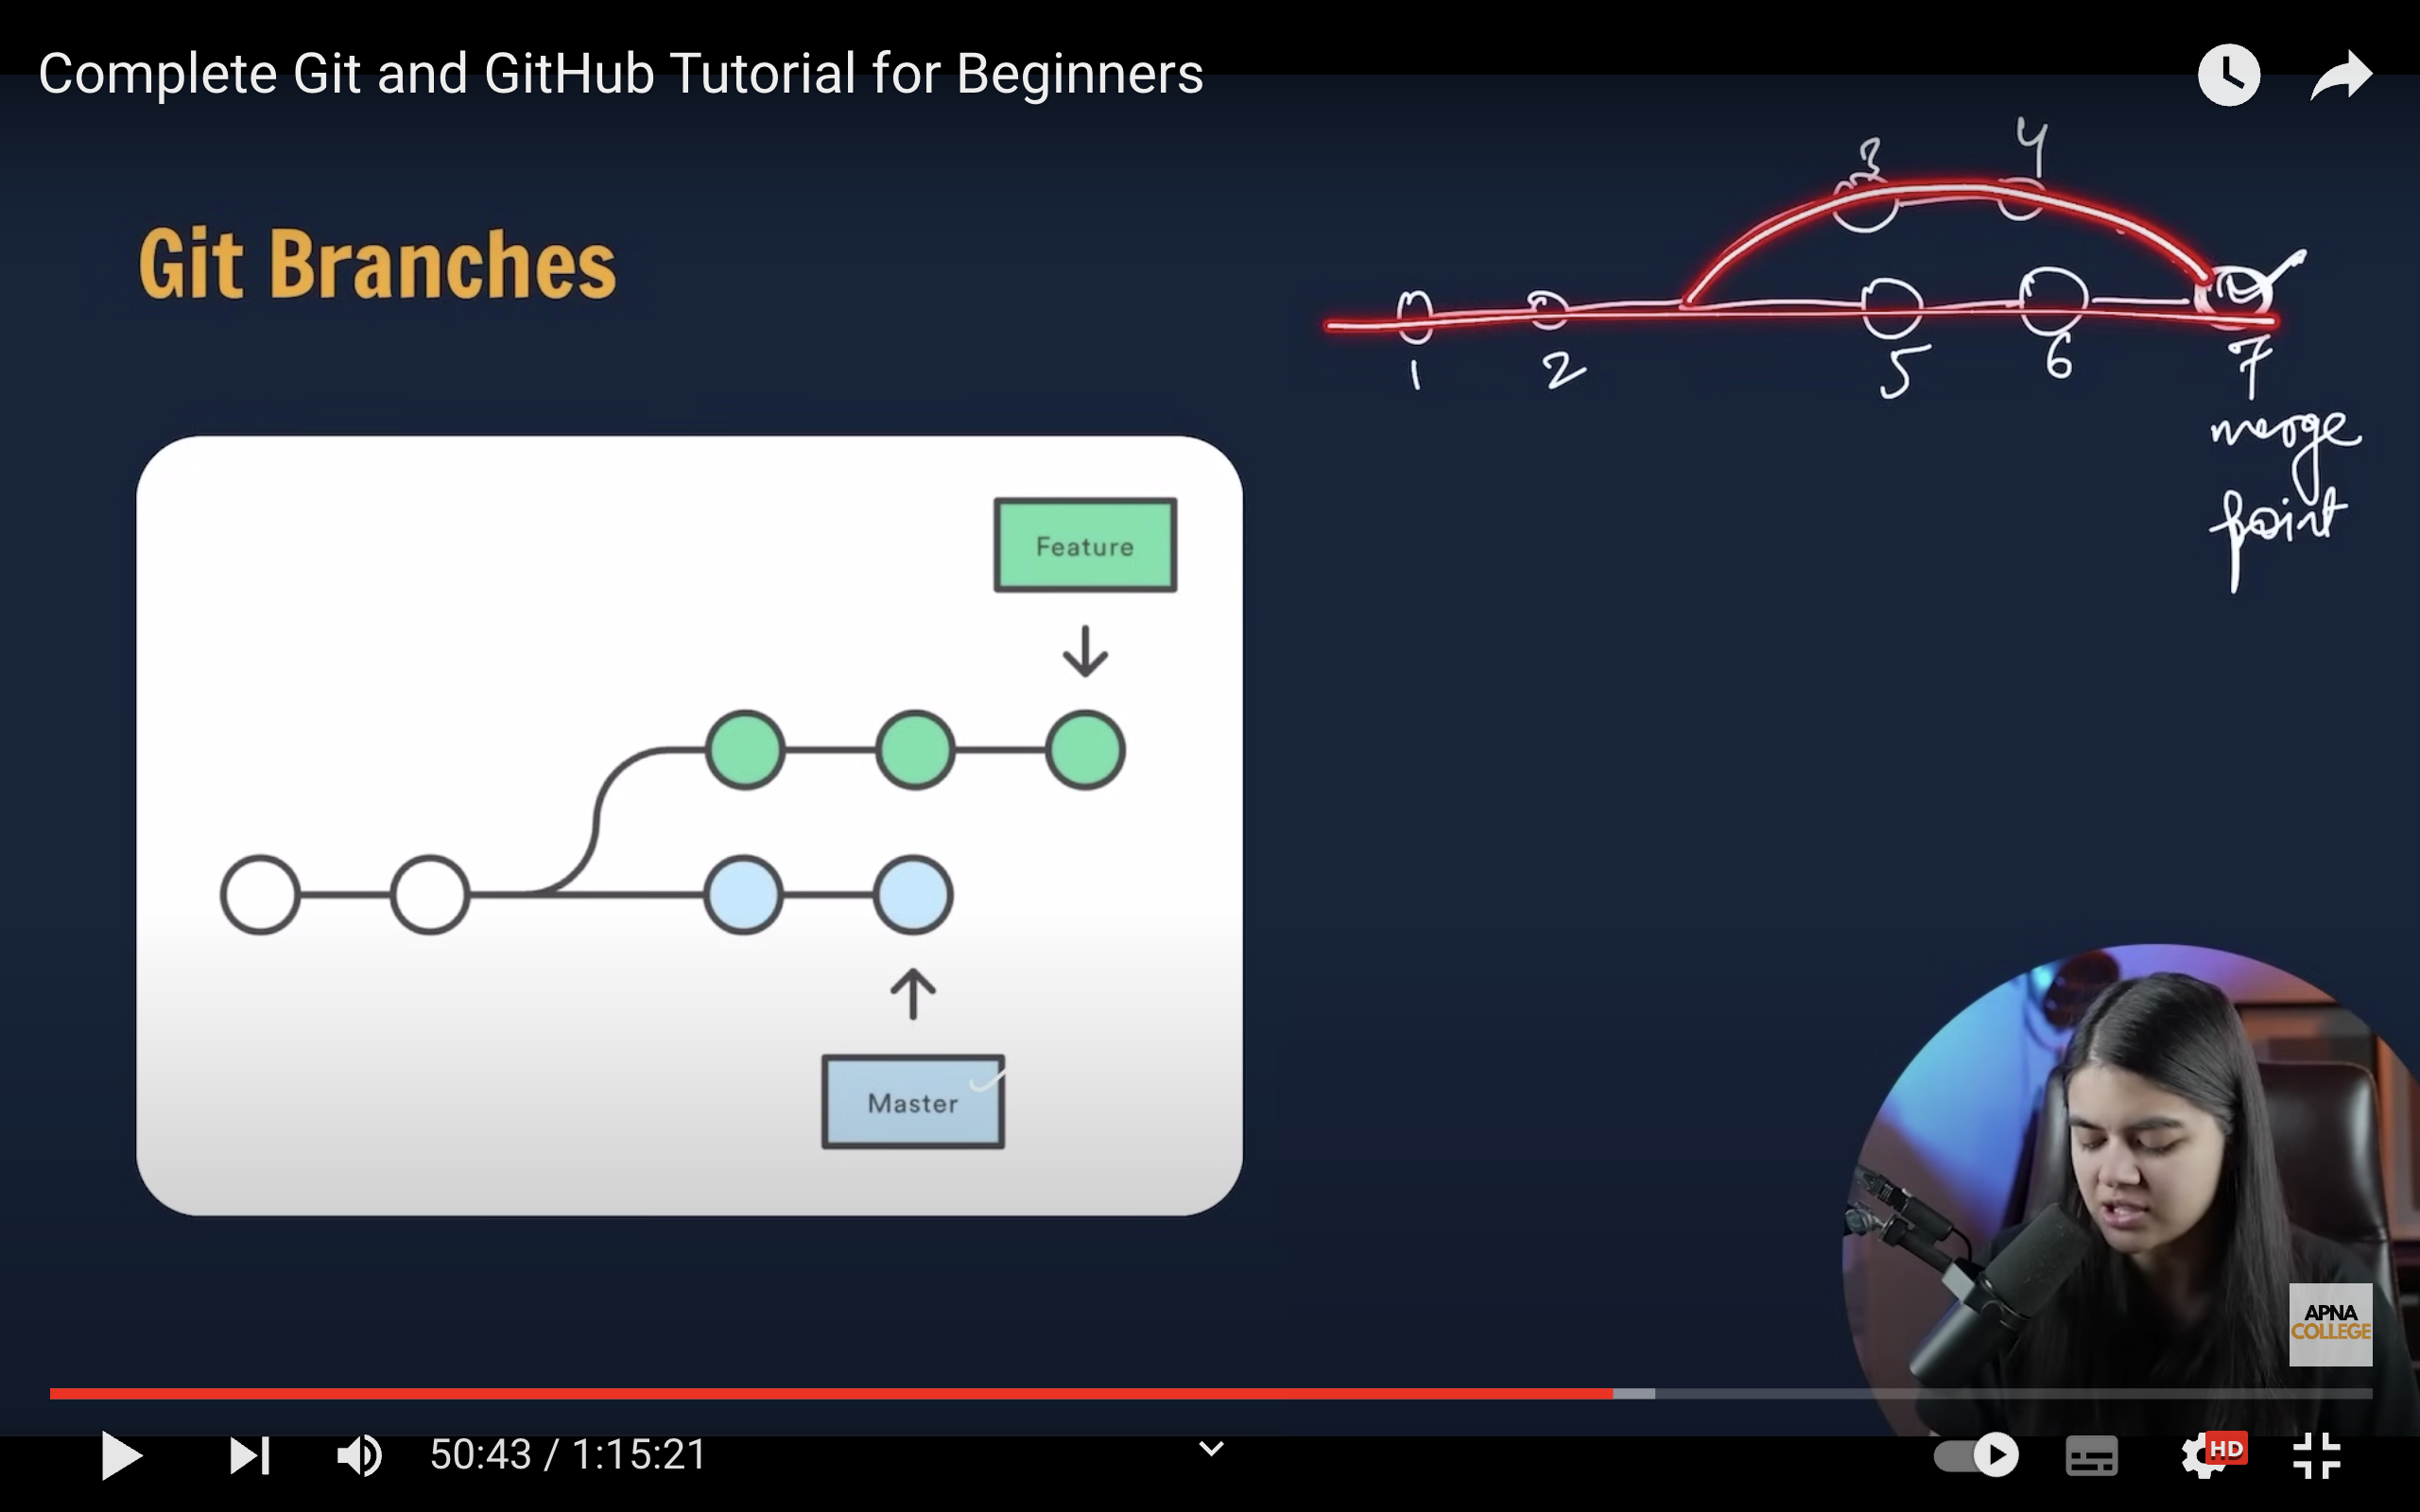 Complete Git and GitHub Tutorial for Beginners
3 4
Git Branches
1 2 5 6 7
merge
point
Feature
Master
APNA
COLLEGE
50:43 / 1:15:21
HD